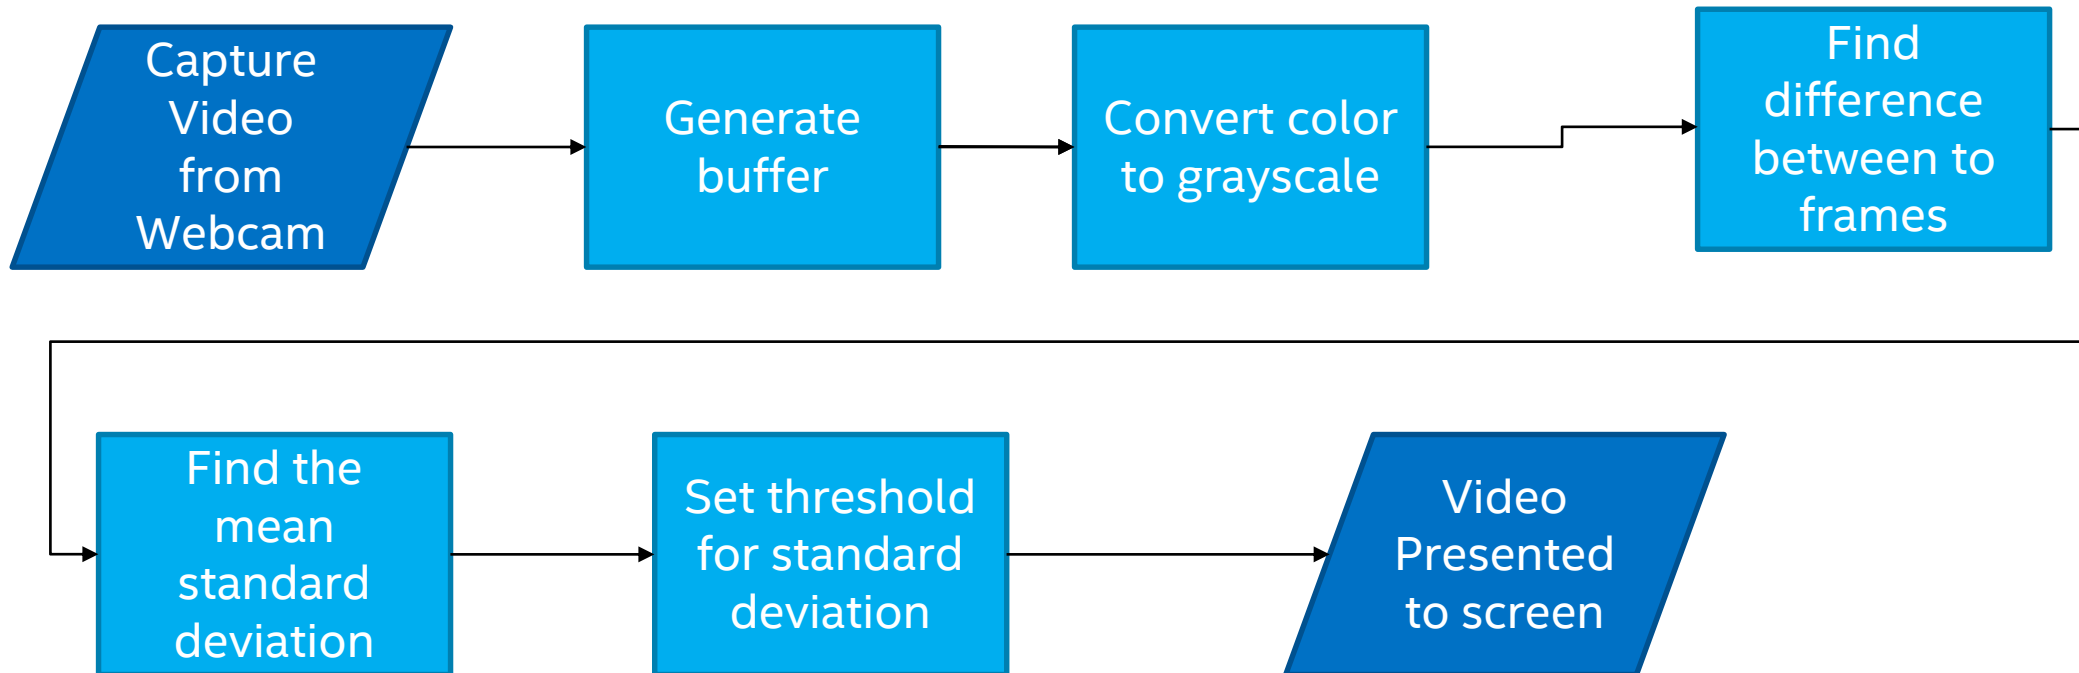 Capture
Video
from
Webcam
Generate
buffer
Convert color
to grayscale
Find
difference
between to
frames
Find the
mean
standard
deviation
Set threshold
for standard
deviation
Video
Presented
to screen